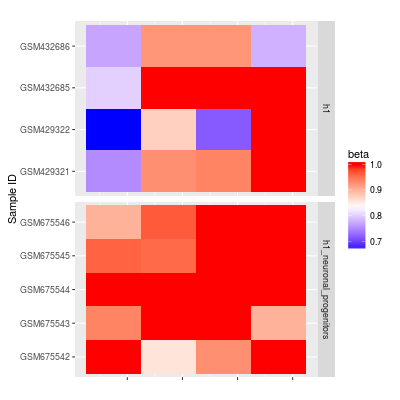 Sample ID
GSM432686
GSM432685
GSM429322
GSM429321
h1
GSM675546
GSM675545
GSM675544
GSM675543
GSM675542
h1_neuronal_progenitors
beta
1.0
0.9
0.8
0.7